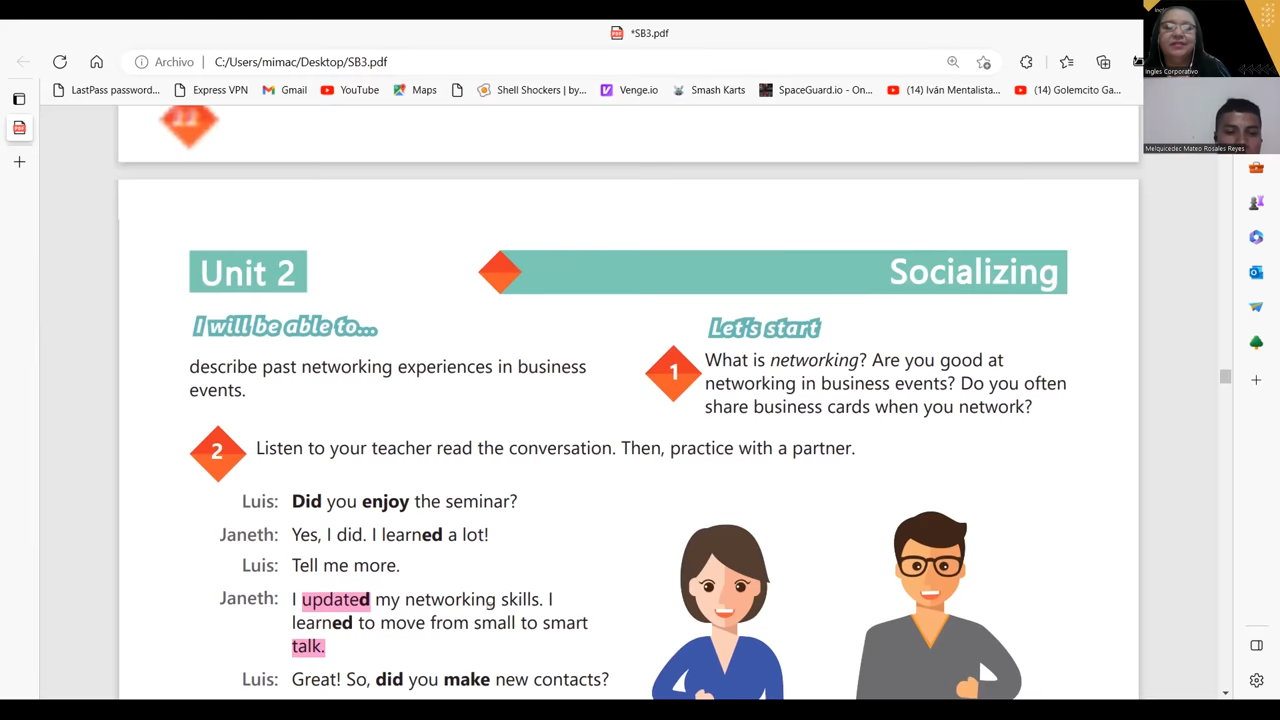 *SB3.pdf
Archivo C:/Users/mimac/Desktop/SB3.pdf
LastPass password... Express VPN Gmail YouTube Maps Shell Shockers | by... Venge.io Smash Karts SpaceGuard.io - On... (14) Iván Mentalista... (14) Golemcito Ga...
Ingles Corporativo
Melquicedec Mateo Rosales Reyes
11
Unit 2
Socializing
I will be able to...
describe past networking experiences in business
events.
Let's start
1
What is networking? Are you good at
networking in business events? Do you often
share business cards when you network?
2
Listen to your teacher read the conversation. Then, practice with a partner.
Luis: Did you enjoy the seminar?
Janeth: Yes, I did. I learned a lot!
Luis: Tell me more.
Janeth: I updated my networking skills. I
learned to move from small to smart
talk.
Luis: Great! So, did you make new contacts?